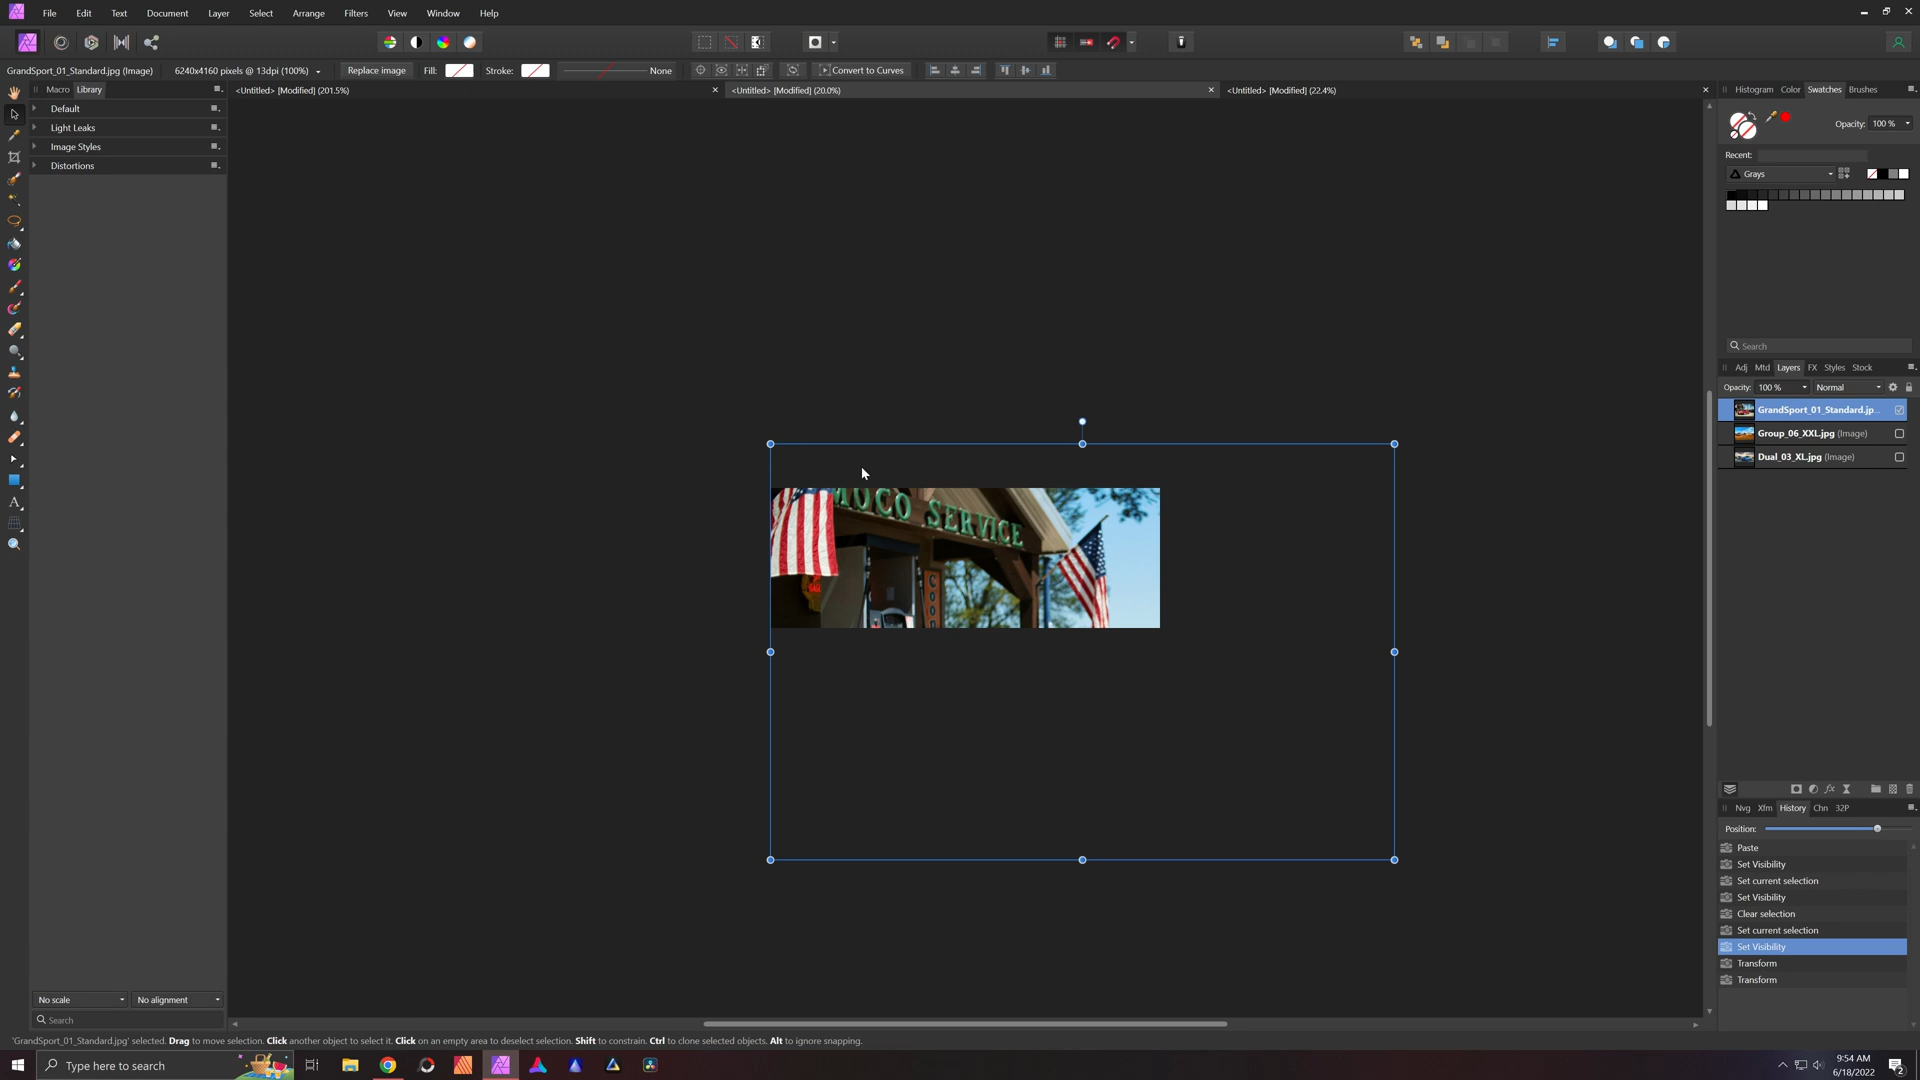 File Edit Text Document Layer Select Arrange Filters View Window Help
GrandSport_01_Standard.jpg (Image) 6240x4160 pixels @ 13dpi (100%) Replace image Fill: Stroke: None Convert to Curves
Macro Library
<Untitled> [Modified] (201.5%)
<Untitled> [Modified] (20.0%)
<Untitled> [Modified] (22.4%)
Histogram Color Swatches Brushes
Default
Light Leaks
Image Styles
Distortions
Opacity: 100 %
Recent:
Grays
Search
Adj Mtd Layers FX Styles Stock
Opacity: 100 % Normal
GrandSport_01_Standard.jp...
Group_06_XXL.jpg (Image)
Dual_03_XL.jpg (Image)
MOCO SERVICE
COO
Nvg Xfm History Chn 32P
Position:
Paste
Set Visibility
Set current selection
Set Visibility
Clear selection
Set current selection
Set Visibility
Transform
Transform
No scale No alignment
Search
'GrandSport_01_Standard.jpg' selected. Drag to move selection. Click another object to select it. Click on an empty area to deselect selection. Shift to constrain. Ctrl to clone selected objects. Alt to ignore snapping.
Type here to search
9:54 AM
6/18/2022
2